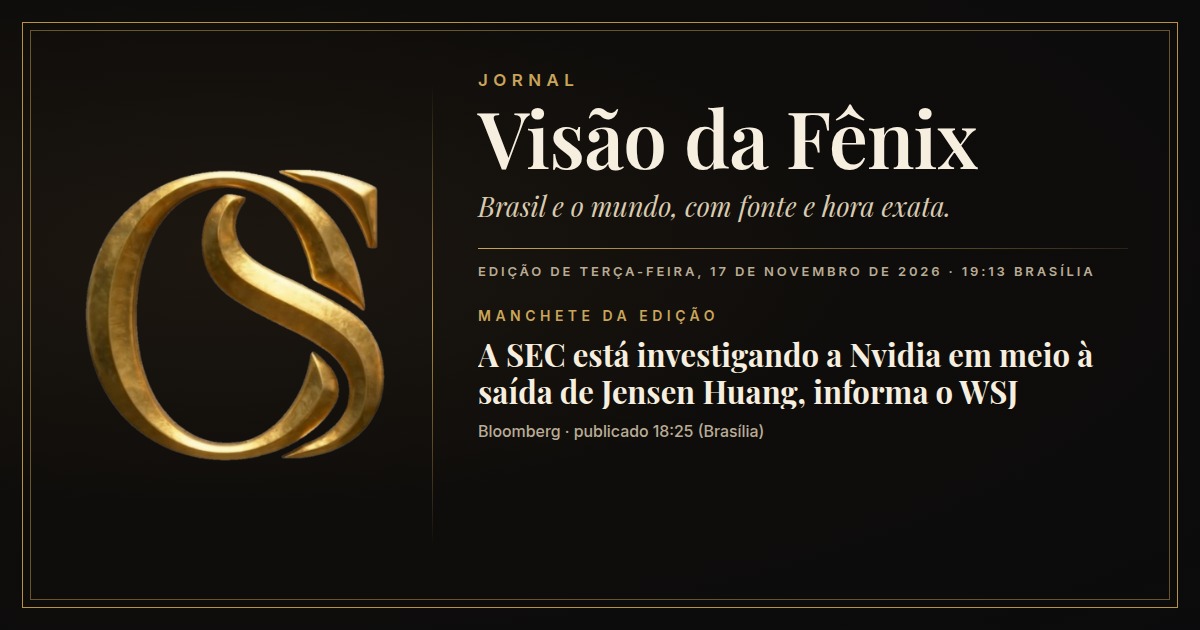 JORNAL
Visão da Fênix
Brasil e o mundo, com fonte e hora exata.
EDIÇÃO DE TERÇA-FEIRA, 17 DE NOVEMBRO DE 2026 · 19:13 BRASÍLIA
MANCHETE DA EDIÇÃO
A SEC está investigando a Nvidia em meio à
saída de Jensen Huang, informa o WSJ
Bloomberg · publicado 18:25 (Brasília)